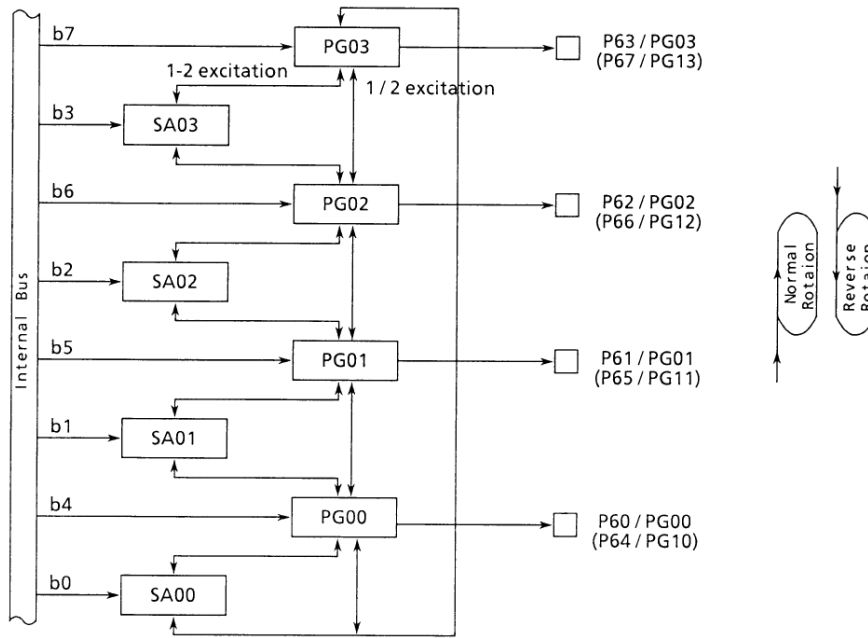 b7
PG03
P63 / PG03
(P67 / PG13)
1-2 excitation
1 / 2 excitation
b3
SA03
b6
PG02
P62 / PG02
(P66 / PG12)
b2
SA02
Internal Bus
b5
PG01
P61 / PG01
(P65 / PG11)
Normal
Rotaion
Reverse
Rotaion
b1
SA01
b4
PG00
P60 / PG00
(P64 / PG10)
b0
SA00